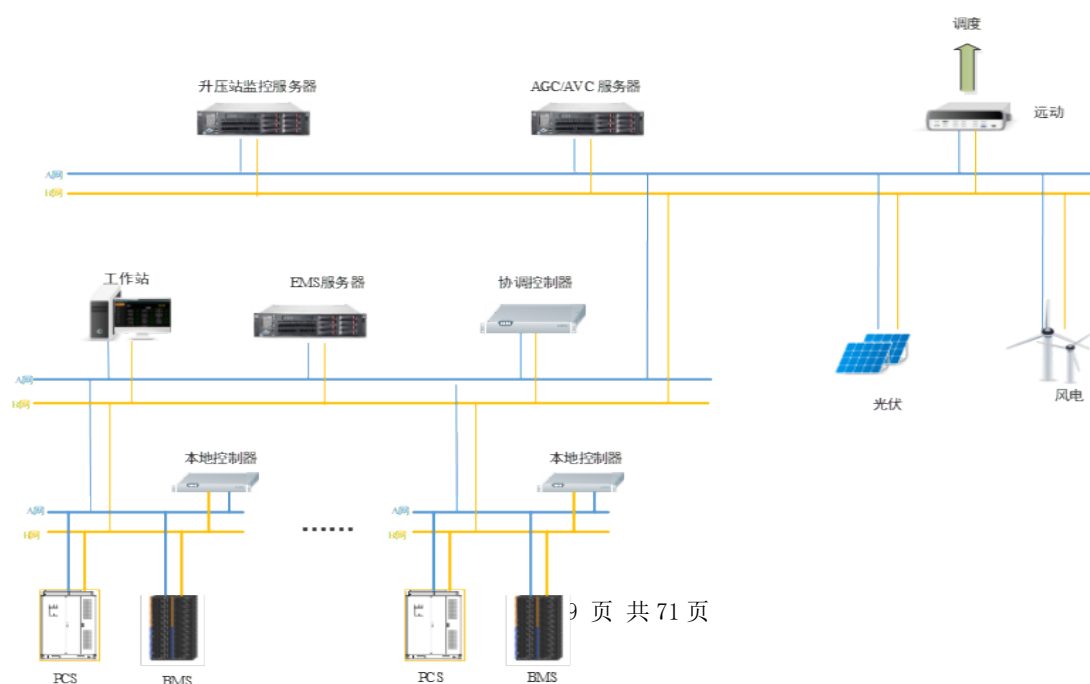 调度
升压站监控服务器
AGC/AVC 服务器
远动
A网
B网
工作站
EMS服务器
协调控制器
A网
B网
光伏
风电
本地控制器
本地控制器
A网
B网
......
A网
B网
9 页 共 71 页
PCS
BMS
PCS
BMS